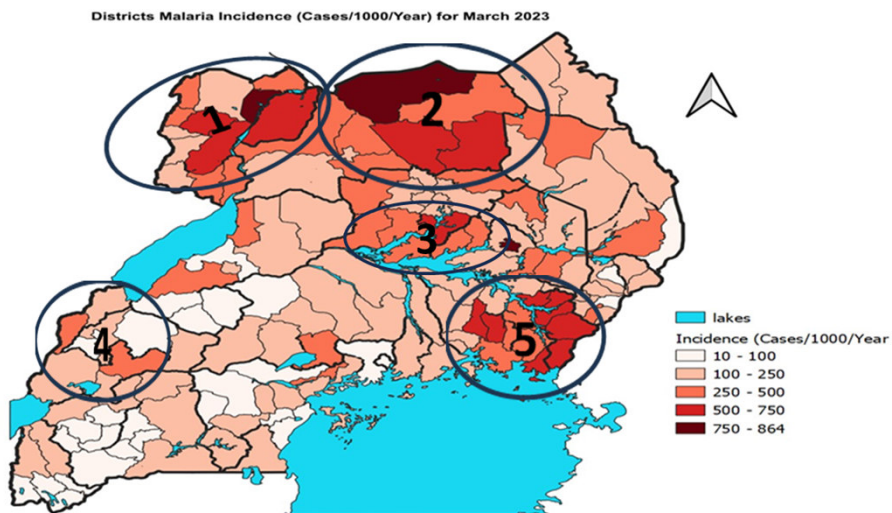 Districts Malaria Incidence (Cases/1000/Year) for March 2023
1
2
3
4
5
lakes
Incidence (Cases/1000/Year
10 - 100
100 - 250
250 - 500
500 - 750
750 - 864